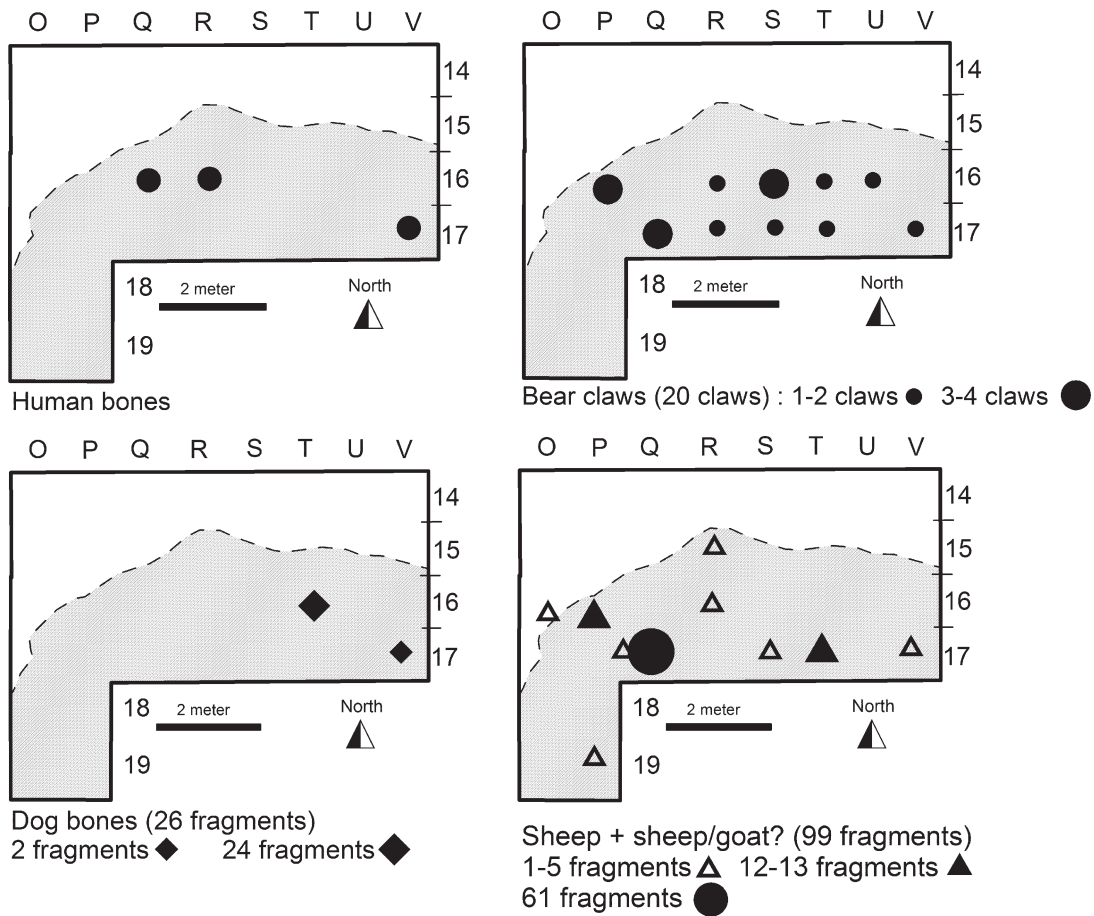 O P Q R S T U V
14
15
16
17
18
2 meter
North
19
Human bones
O P Q R S T U V
14
15
16
17
18
2 meter
North
19
Bear claws (20 claws) : 1-2 claws 3-4 claws
O P Q R S T U V
14
15
16
17
18
2 meter
North
19
Dog bones (26 fragments)
2 fragments 24 fragments
O P Q R S T U V
14
15
16
17
18
2 meter
North
19
Sheep + sheep/goat? (99 fragments)
1-5 fragments 12-13 fragments
61 fragments